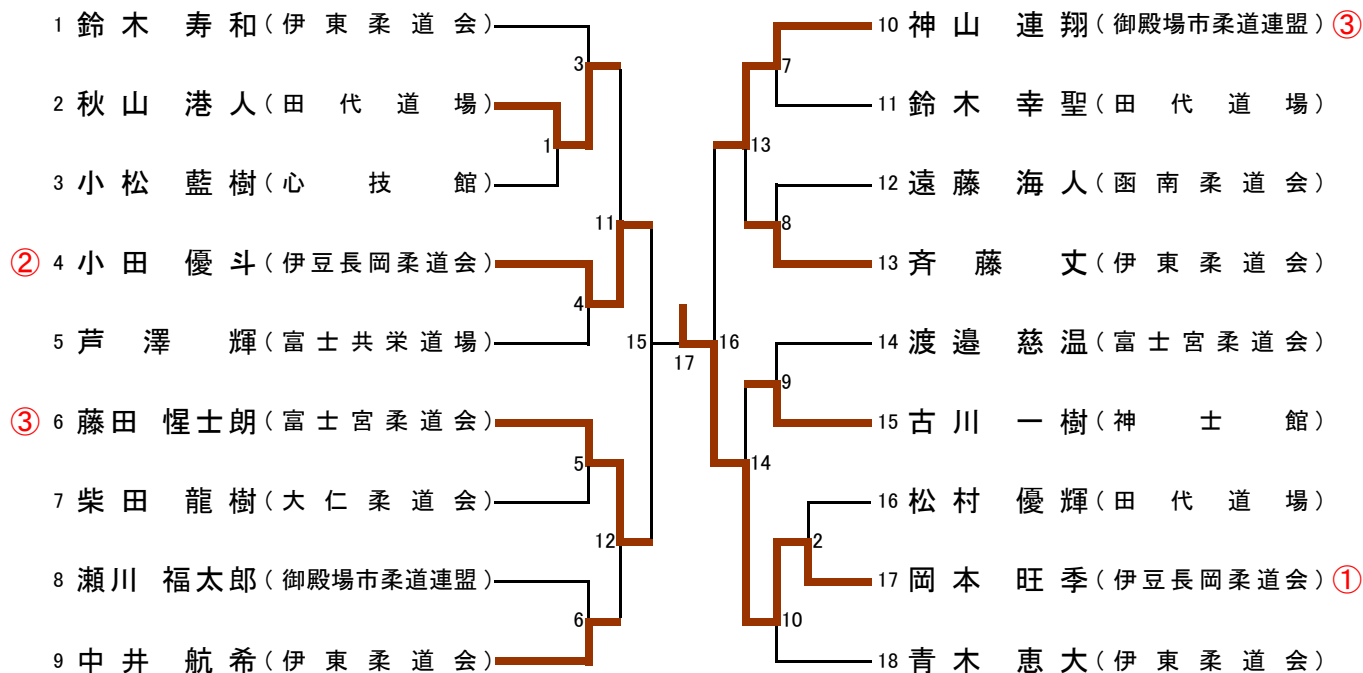 1 鈴木 寿和(伊東柔道会)
2 秋山 港人(田代道場)
3 小松 藍樹(心技館)
② 4 小田 優斗(伊豆長岡柔道会)
5 芦澤 輝(富士共栄道場)
③ 6 藤田 惺士朗(富士宮柔道会)
7 柴田 龍樹(大仁柔道会)
8 瀬川 福太郎(御殿場市柔道連盟)
9 中井 航希(伊東柔道会)
3
1
11
4
15
5
12
6
17
16
7
13
8
9
14
2
10
10 神山 連翔(御殿場市柔道連盟) ③
11 鈴木 幸聖(田代道場)
12 遠藤 海人(函南柔道会)
13 斉藤 丈(伊東柔道会)
14 渡邉 慈温(富士宮柔道会)
15 古川 一樹(神士館)
16 松村 優輝(田代道場)
17 岡本 旺季(伊豆長岡柔道会) ①
18 青木 恵大(伊東柔道会)